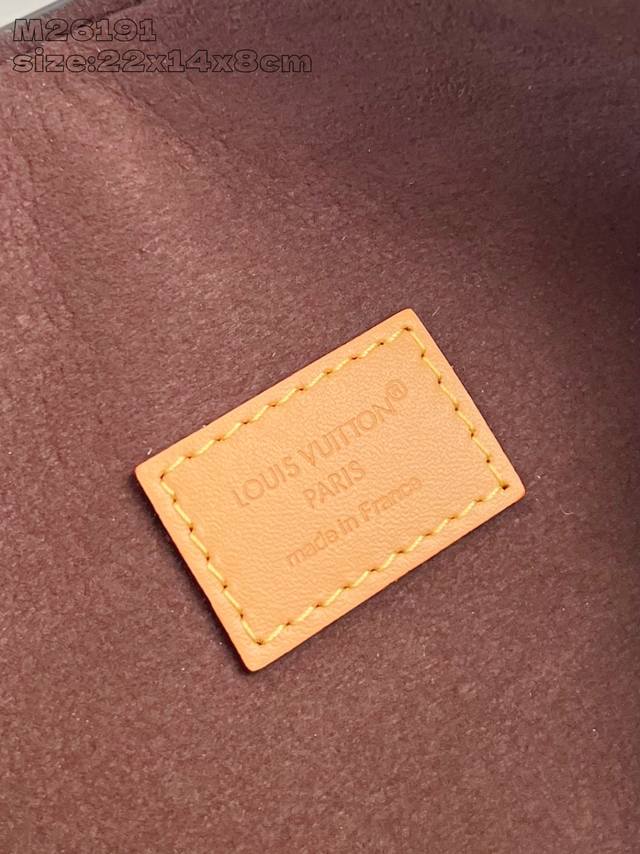 M26191
size:22x14x8cm
LOUIS VUITTON®
PARIS
made in France